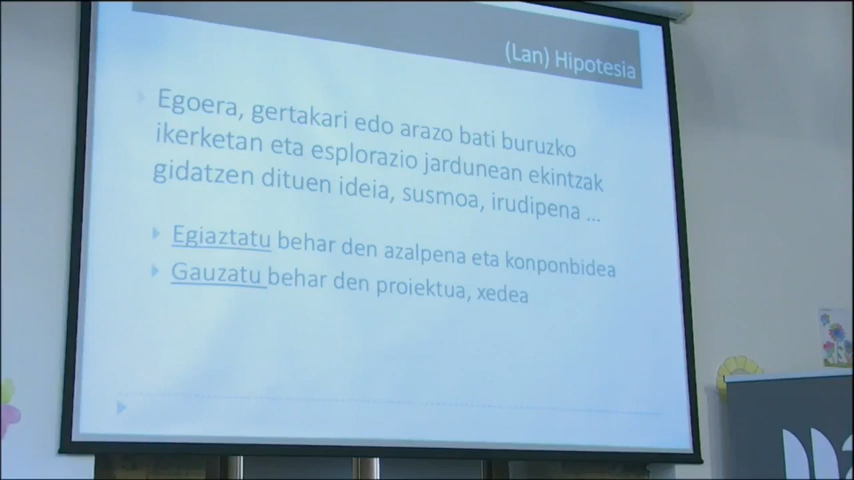 (Lan) Hipotesia
Egoera, gertakari edo arazo bati buruzko
ikerketan eta esplorazio jardunean ekintzak
gidatzen dituen ideia, susmoa, irudipena ...
Egiaztatu behar den azalpena eta konponbidea
Gauzatu behar den proiektua, xedea